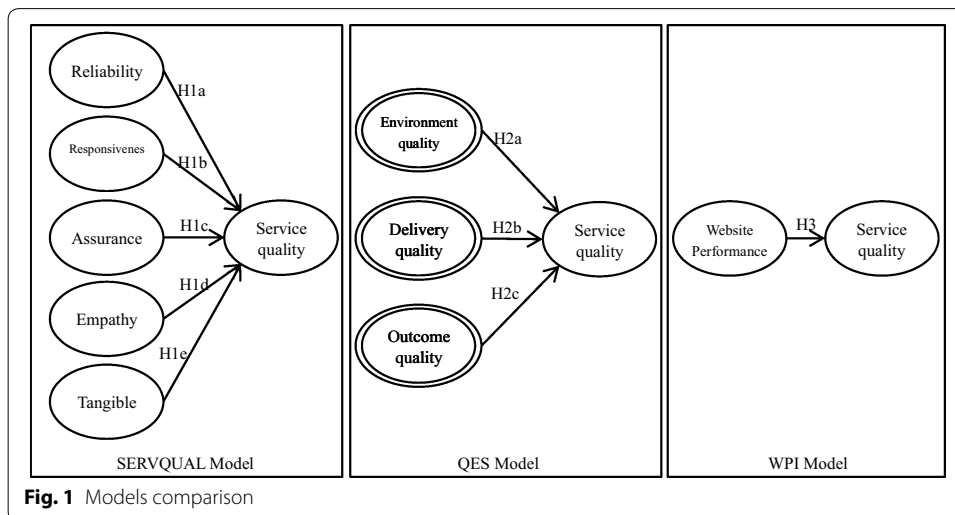 Reliability
H1a
Responsivenes
H1b
Assurance
H1c
Service
quality
Empathy
H1d
Tangible
H1e
SERVQUAL Model
Environment
quality
H2a
Delivery
quality
H2b
Service
quality
Outcome
quality
H2c
QES Model
Website
Performance
H3
Service
quality
WPI Model
Fig. 1 Models comparison